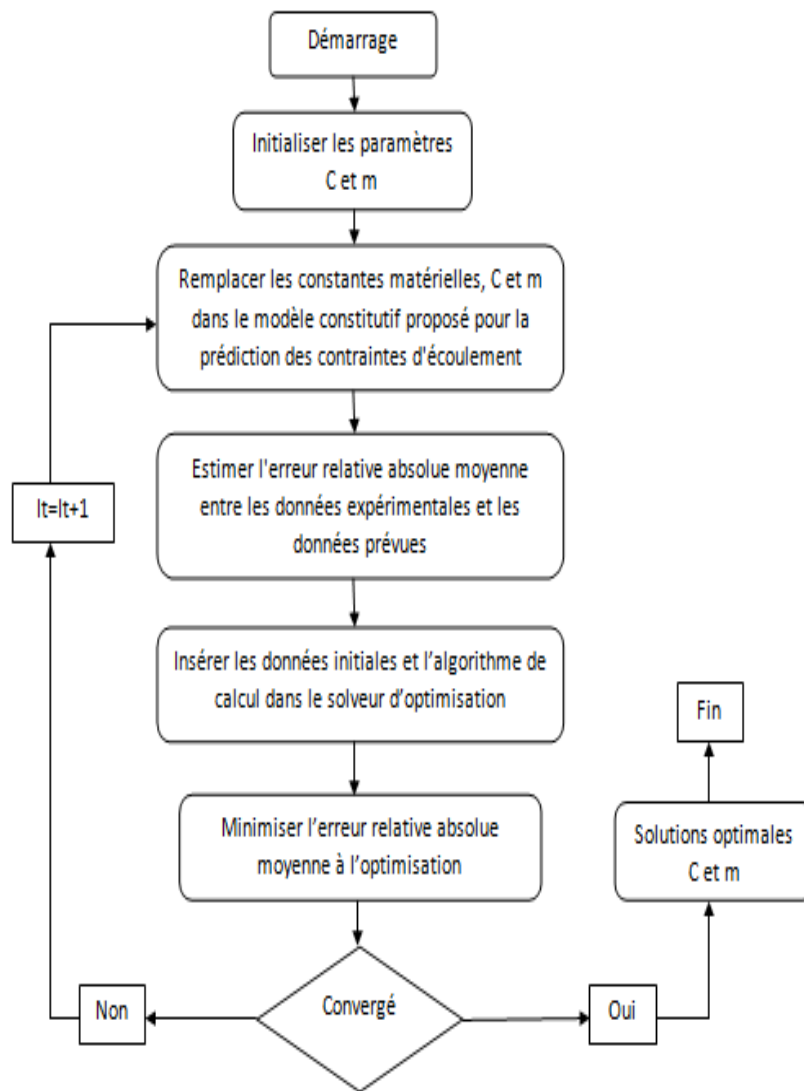 Démarrage
Initialiser les paramètres
C et m
Remplacer les constantes matérielles, C et m
dans le modèle constitutif proposé pour la
prédiction des contraintes d'écoulement
Estimer l'erreur relative absolue moyenne
entre les données expérimentales et les
données prévues
It=It+1
Insérer les données initiales et l’algorithme de
calcul dans le solveur d’optimisation
Fin
Minimiser l’erreur relative absolue
moyenne à l’optimisation
Solutions optimales
C et m
Non
Convergé
Oui